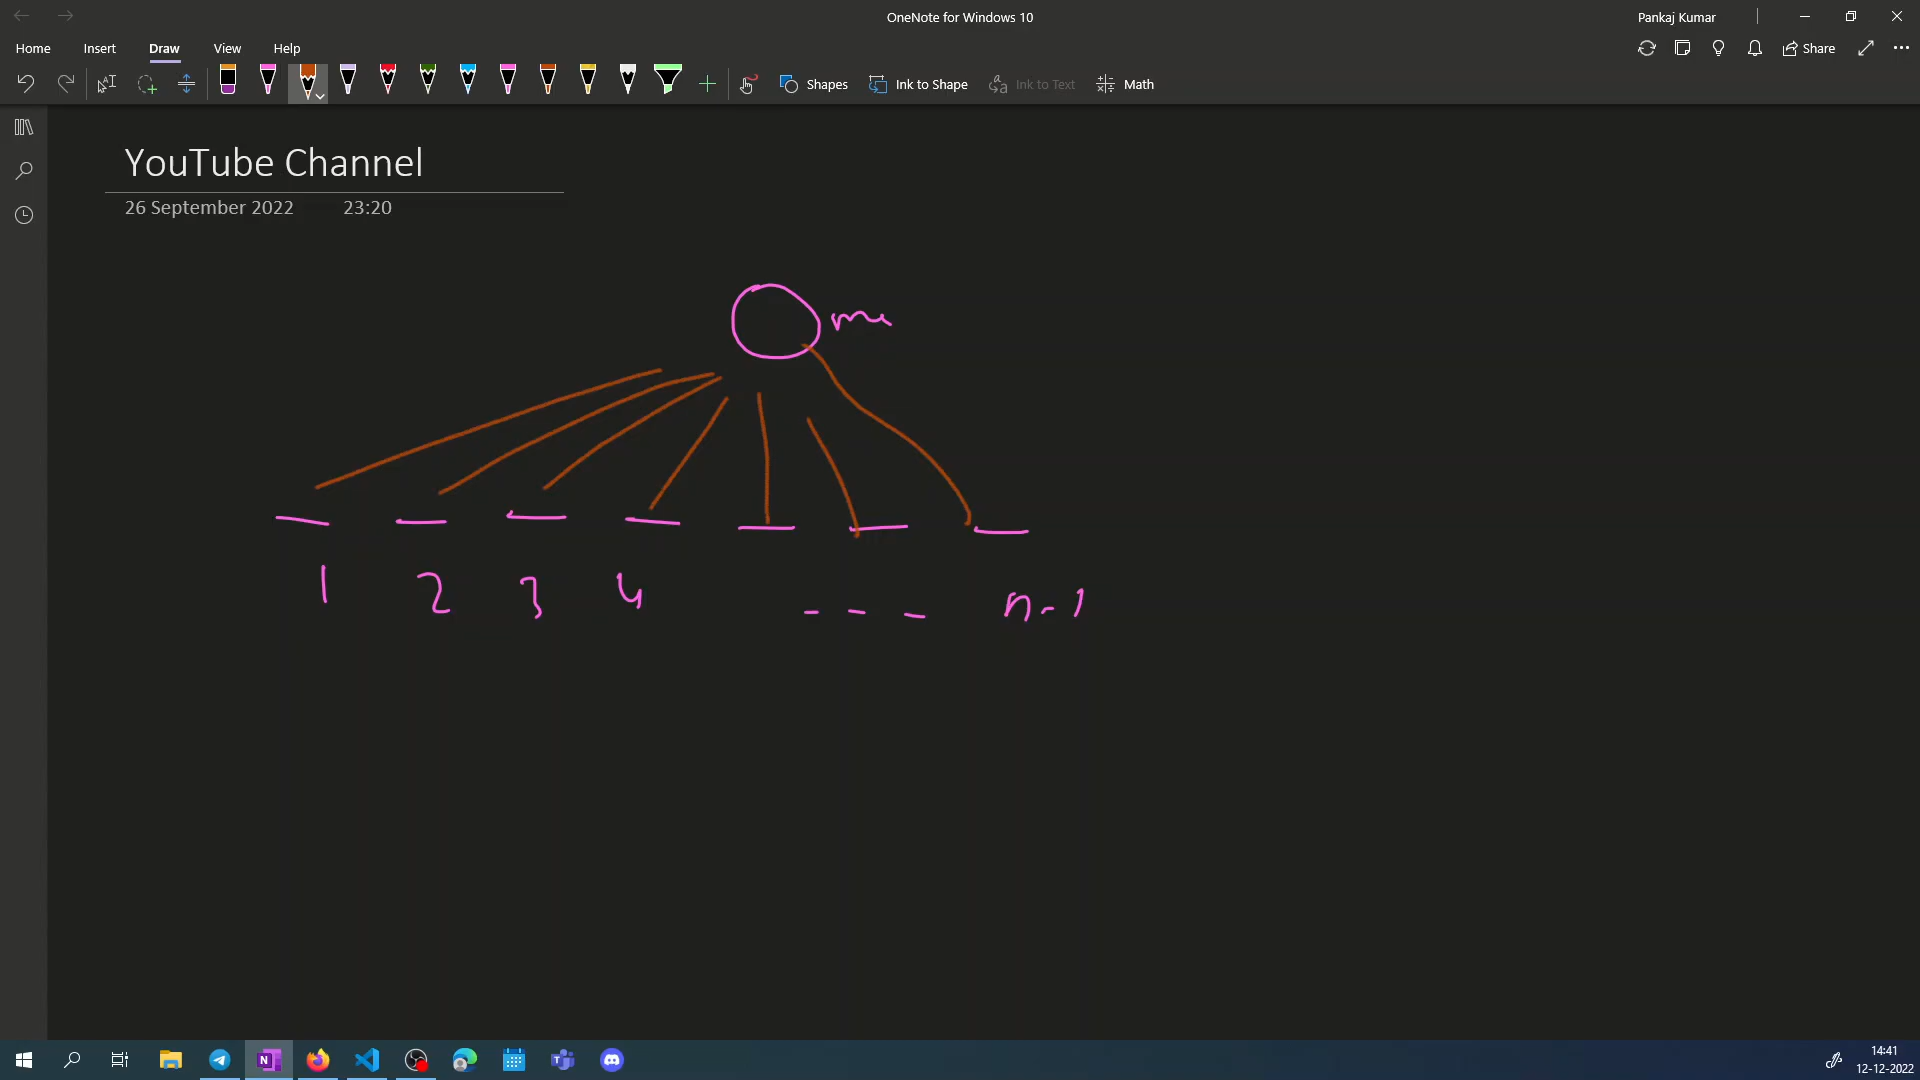 OneNote for Windows 10
Pankaj Kumar
Home Insert Draw View Help
Share
Shapes Ink to Shape Ink to Text Math
YouTube Channel
26 September 2022 23:20
me
1 2 3 4 - - - n-1
14:41
12-12-2022